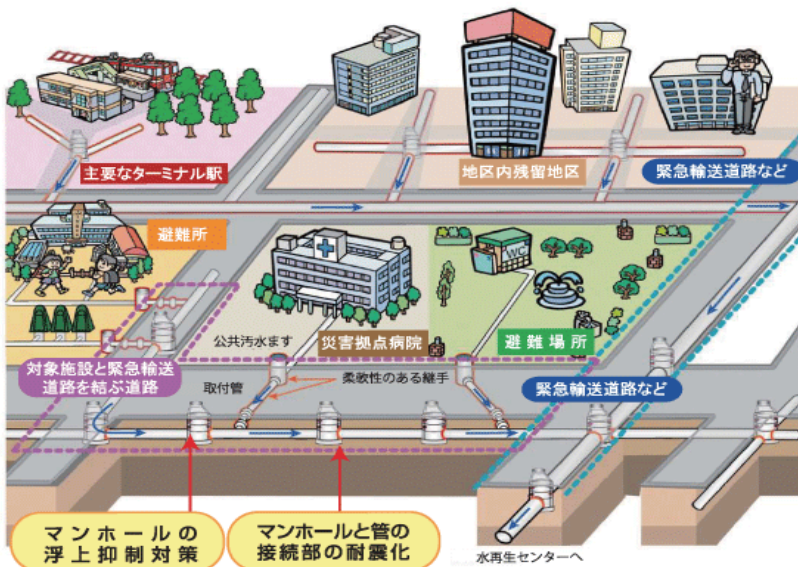 主要なターミナル駅
地区内残留地区
緊急輸送道路など
避難所
WC
公共汚水ます
災害拠点病院
避難場所
対象施設と緊急輸送
道路を結ぶ道路
取付管
柔軟性のある継手
緊急輸送道路など
マンホールの
浮上抑制対策
マンホールと管の
接続部の耐震化
水再生センターへ